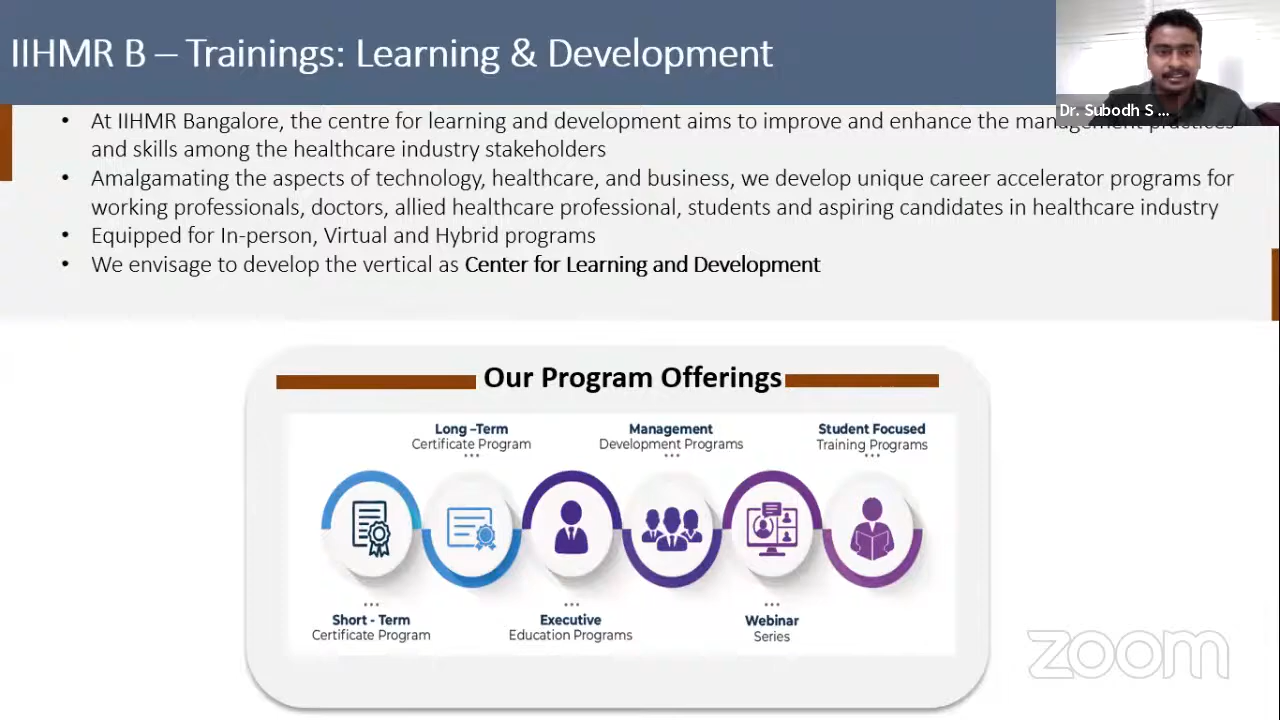 IIHMR B – Trainings: Learning & Development
Dr. Subodh S ...
• At IIHMR Bangalore, the centre for learning and development aims to improve and enhance the management practices
and skills among the healthcare industry stakeholders
• Amalgamating the aspects of technology, healthcare, and business, we develop unique career accelerator programs for
working professionals, doctors, allied healthcare professional, students and aspiring candidates in healthcare industry
• Equipped for In-person, Virtual and Hybrid programs
• We envisage to develop the vertical as Center for Learning and Development
Our Program Offerings
Long –Term
Certificate Program
Management
Development Programs
Student Focused
Training Programs
Short - Term
Certificate Program
Executive
Education Programs
Webinar
Series
zoom